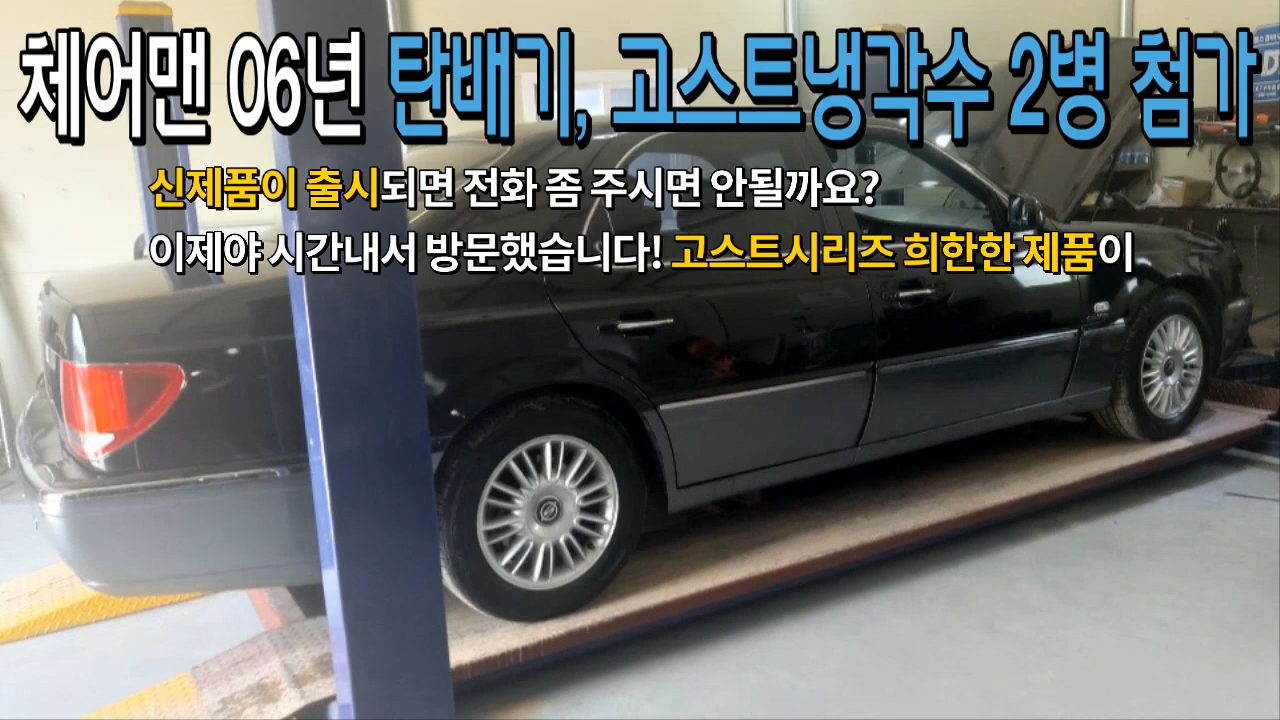 체어맨 06년 탄배기, 고스트냉각수 2병 첨가
신제품이 출시되면 전화 좀 주시면 안될까요?
이제야 시간내서 방문했습니다! 고스트시리즈 희한한 제품이